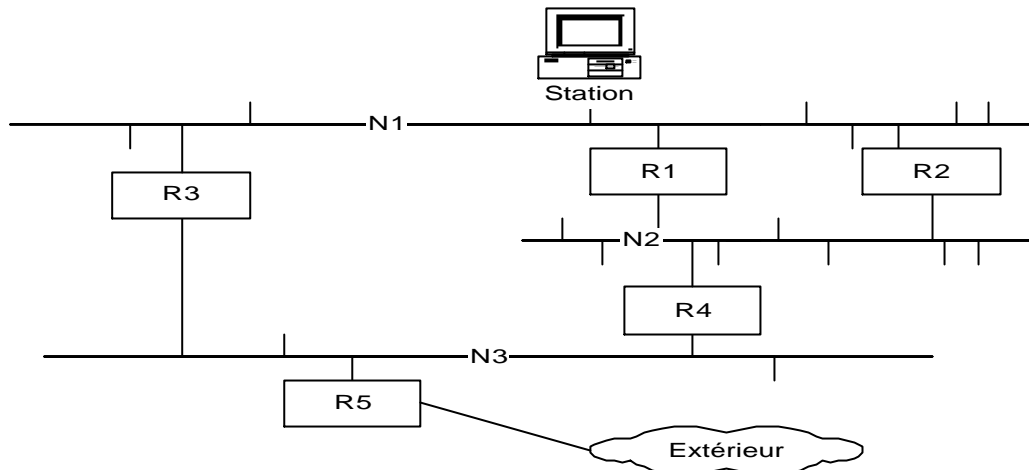 Station
N1
R3
R1
R2
N2
R4
N3
R5
Extérieur